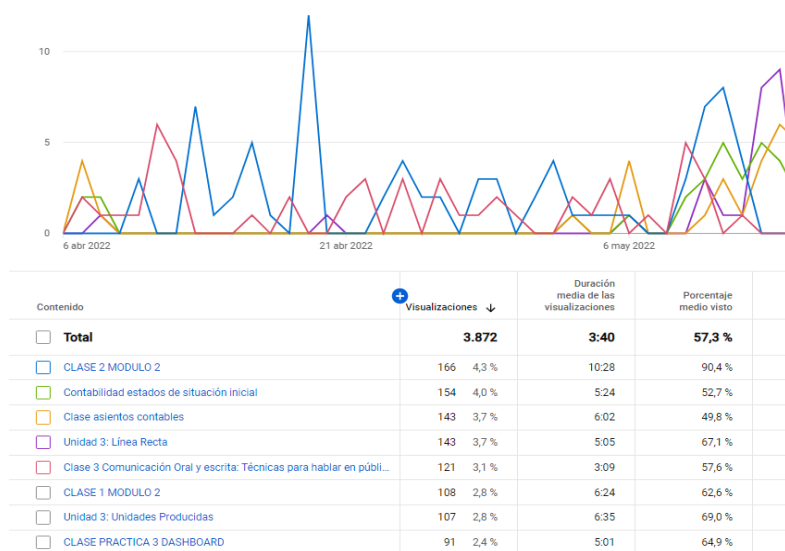 10
5
0
6 abr 2022 21 abr 2022 6 may 2022
Contenido Visualizaciones Duración media de las visualizaciones Porcentaje medio visto
Total 3.872 3:40 57,3 %
CLASE 2 MODULO 2 166 4,3 % 10:28 90,4 %
Contabilidad estados de situación inicial 154 4,0 % 5:24 52,7 %
Clase asientos contables 143 3,7 % 6:02 49,8 %
Unidad 3: Línea Recta 143 3,7 % 5:05 67,1 %
Clase 3 Comunicación Oral y escrita: Técnicas para hablar en públi... 121 3,1 % 3:09 57,6 %
CLASE 1 MODULO 2 108 2,8 % 6:24 62,6 %
Unidad 3: Unidades Producidas 107 2,8 % 6:35 69,0 %
CLASE PRACTICA 3 DASHBOARD 91 2,4 % 5:01 64,9 %